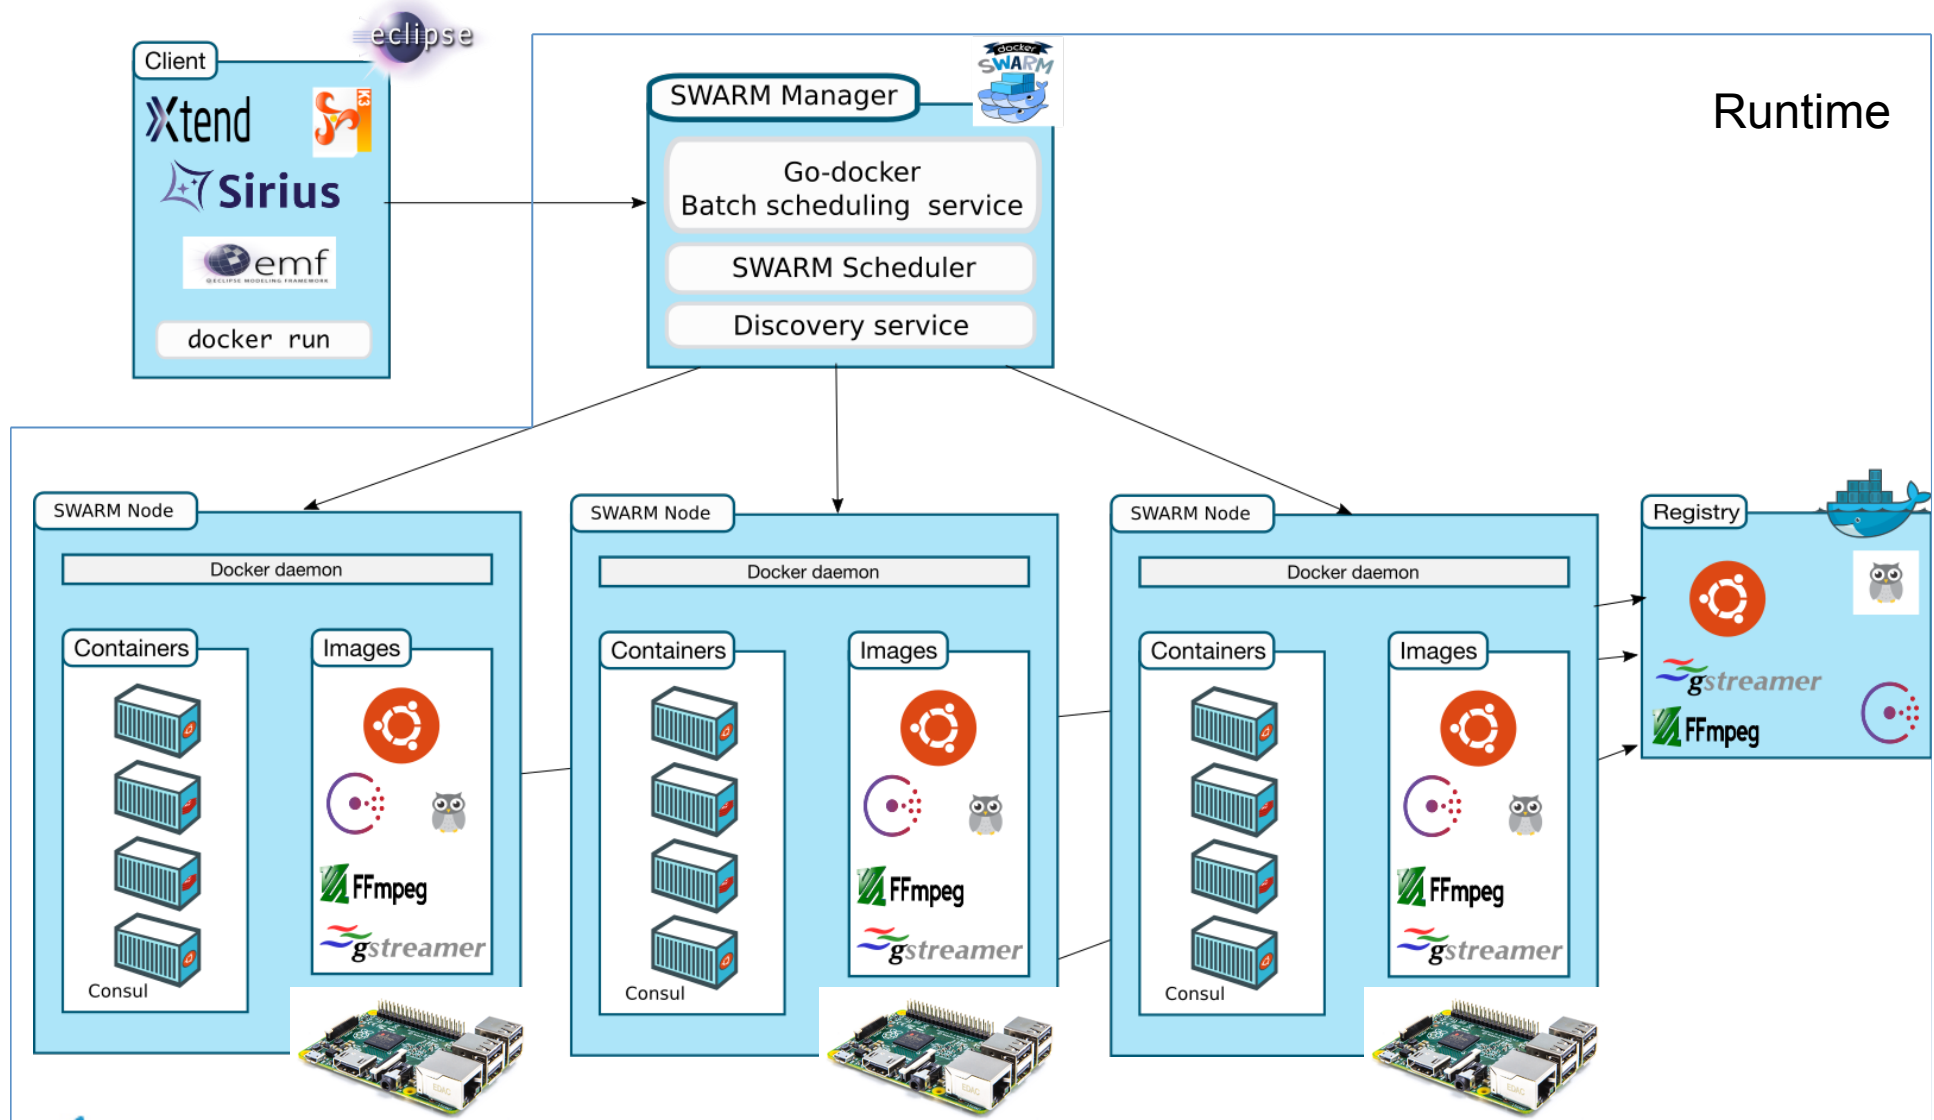 eclipse
Client
Xtend
K3
Sirius
emf
ECLIPSE MODELING FRAMEWORK
docker run
docker
SWARM
SWARM Manager
Go-docker
Batch scheduling service
SWARM Scheduler
Discovery service
Runtime
SWARM Node
Docker daemon
Containers
Consul
Images
FFmpeg
gstreamer
SWARM Node
Docker daemon
Containers
Consul
Images
FFmpeg
gstreamer
SWARM Node
Docker daemon
Containers
Consul
Images
FFmpeg
gstreamer
Registry
gstreamer
FFmpeg